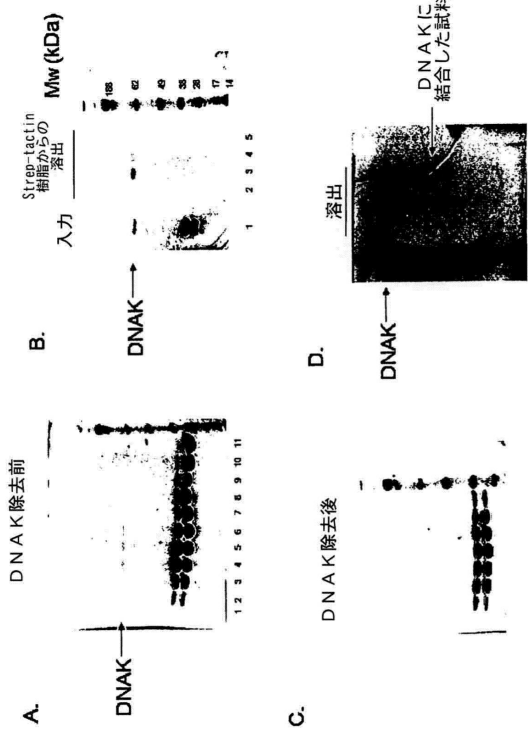 A.
DNAK除去前
DNAK
1 2 3 4 5 6 7 8 9 10 11
B.
入力
Strep-tactin
樹脂からの
溶出
Mw (kDa)
DNAK
188
62
49
38
28
17
14
1 2 3 4 5
C.
DNAK除去後
D.
溶出
DNAK
DNAKに
結合した試料